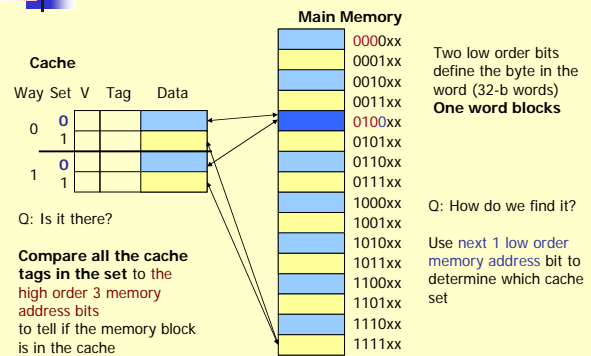 Main Memory
Cache
Way Set V Tag Data
0 0
1
1 0
1
0000xx
0001xx
0010xx
0011xx
0100xx
0101xx
0110xx
0111xx
1000xx
1001xx
1010xx
1011xx
1100xx
1101xx
1110xx
1111xx
Two low order bits
define the byte in the
word (32-b words)
One word blocks
Q: Is it there?
Compare all the cache
tags in the set to the
high order 3 memory
address bits
to tell if the memory block
is in the cache
Q: How do we find it?
Use next 1 low order
memory address bit to
determine which cache
set